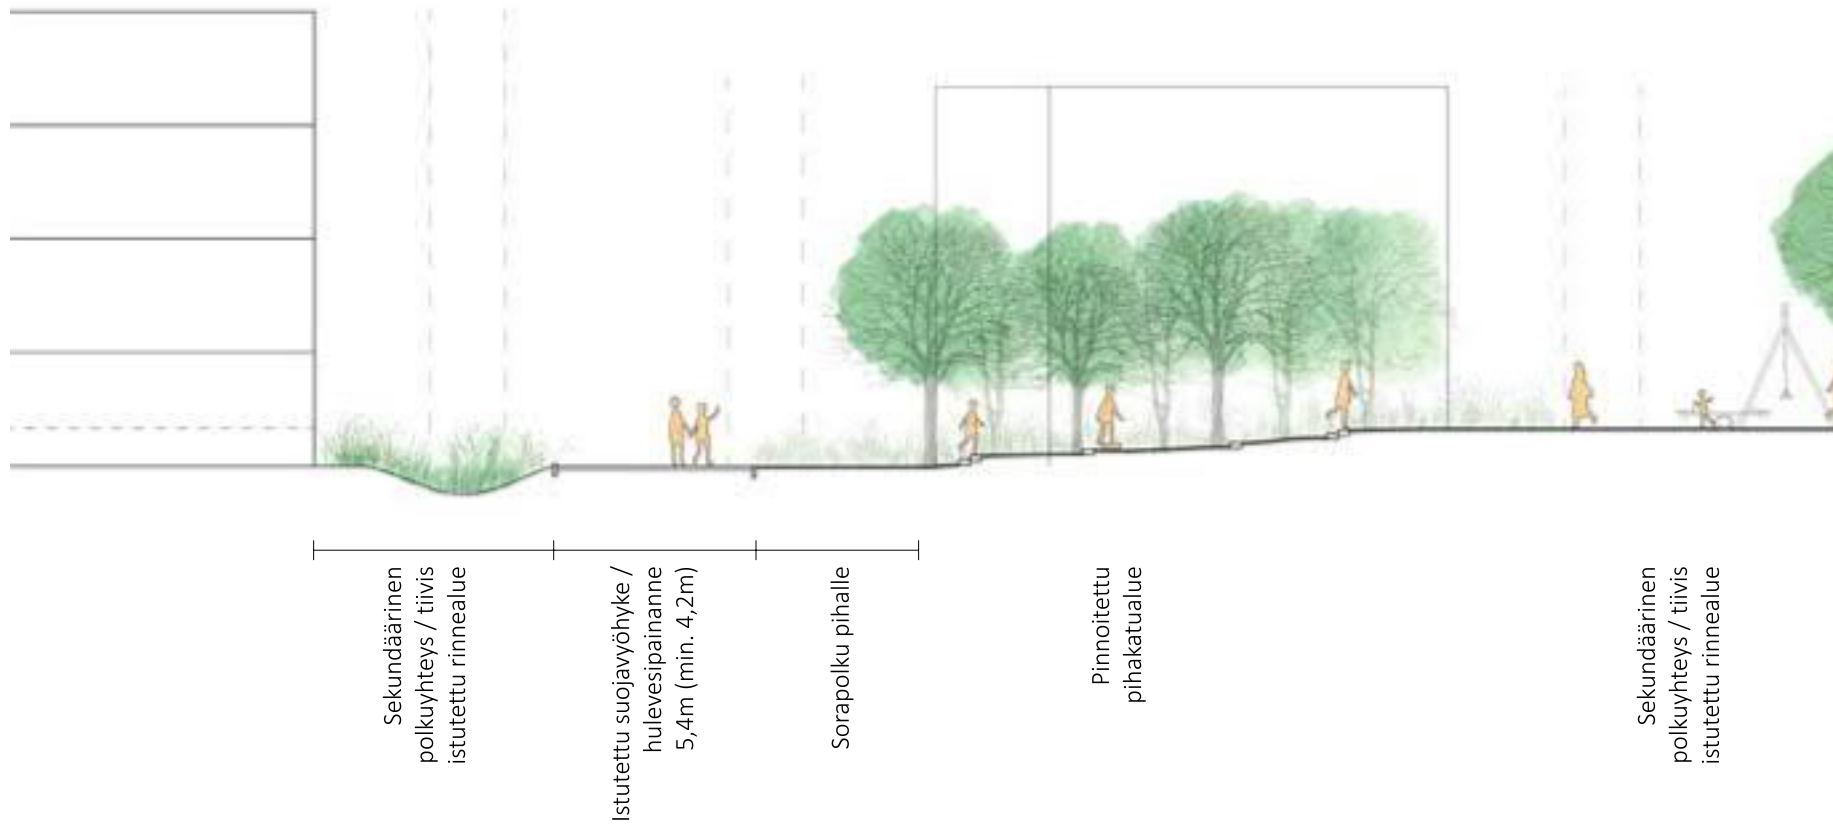 Sekundäärinen
polkuyhteys / tiivis
istutettu rinnealue
Istutettu suojavyöhyke /
hulevesipainanne
5,4m (min. 4,2m)
Sorapolku pihalle
Pinnoitettu
pihakatualue
Sekundäärinen
polkuyhteys / tiivis
istutettu rinnealue